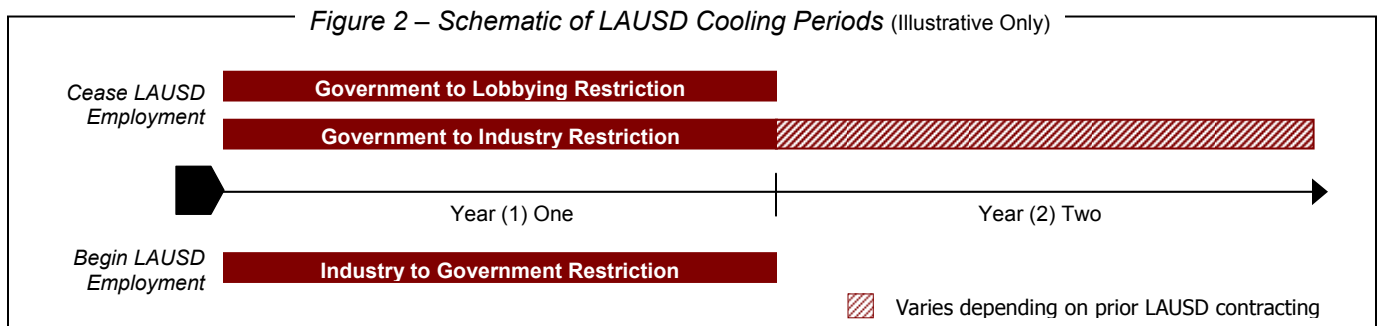 Figure 2 – Schematic of LAUSD Cooling Periods (Illustrative Only)
Cease LAUSD
Employment
Government to Lobbying Restriction
Government to Industry Restriction
Year (1) One
Year (2) Two
Begin LAUSD
Employment
Industry to Government Restriction
Varies depending on prior LAUSD contracting